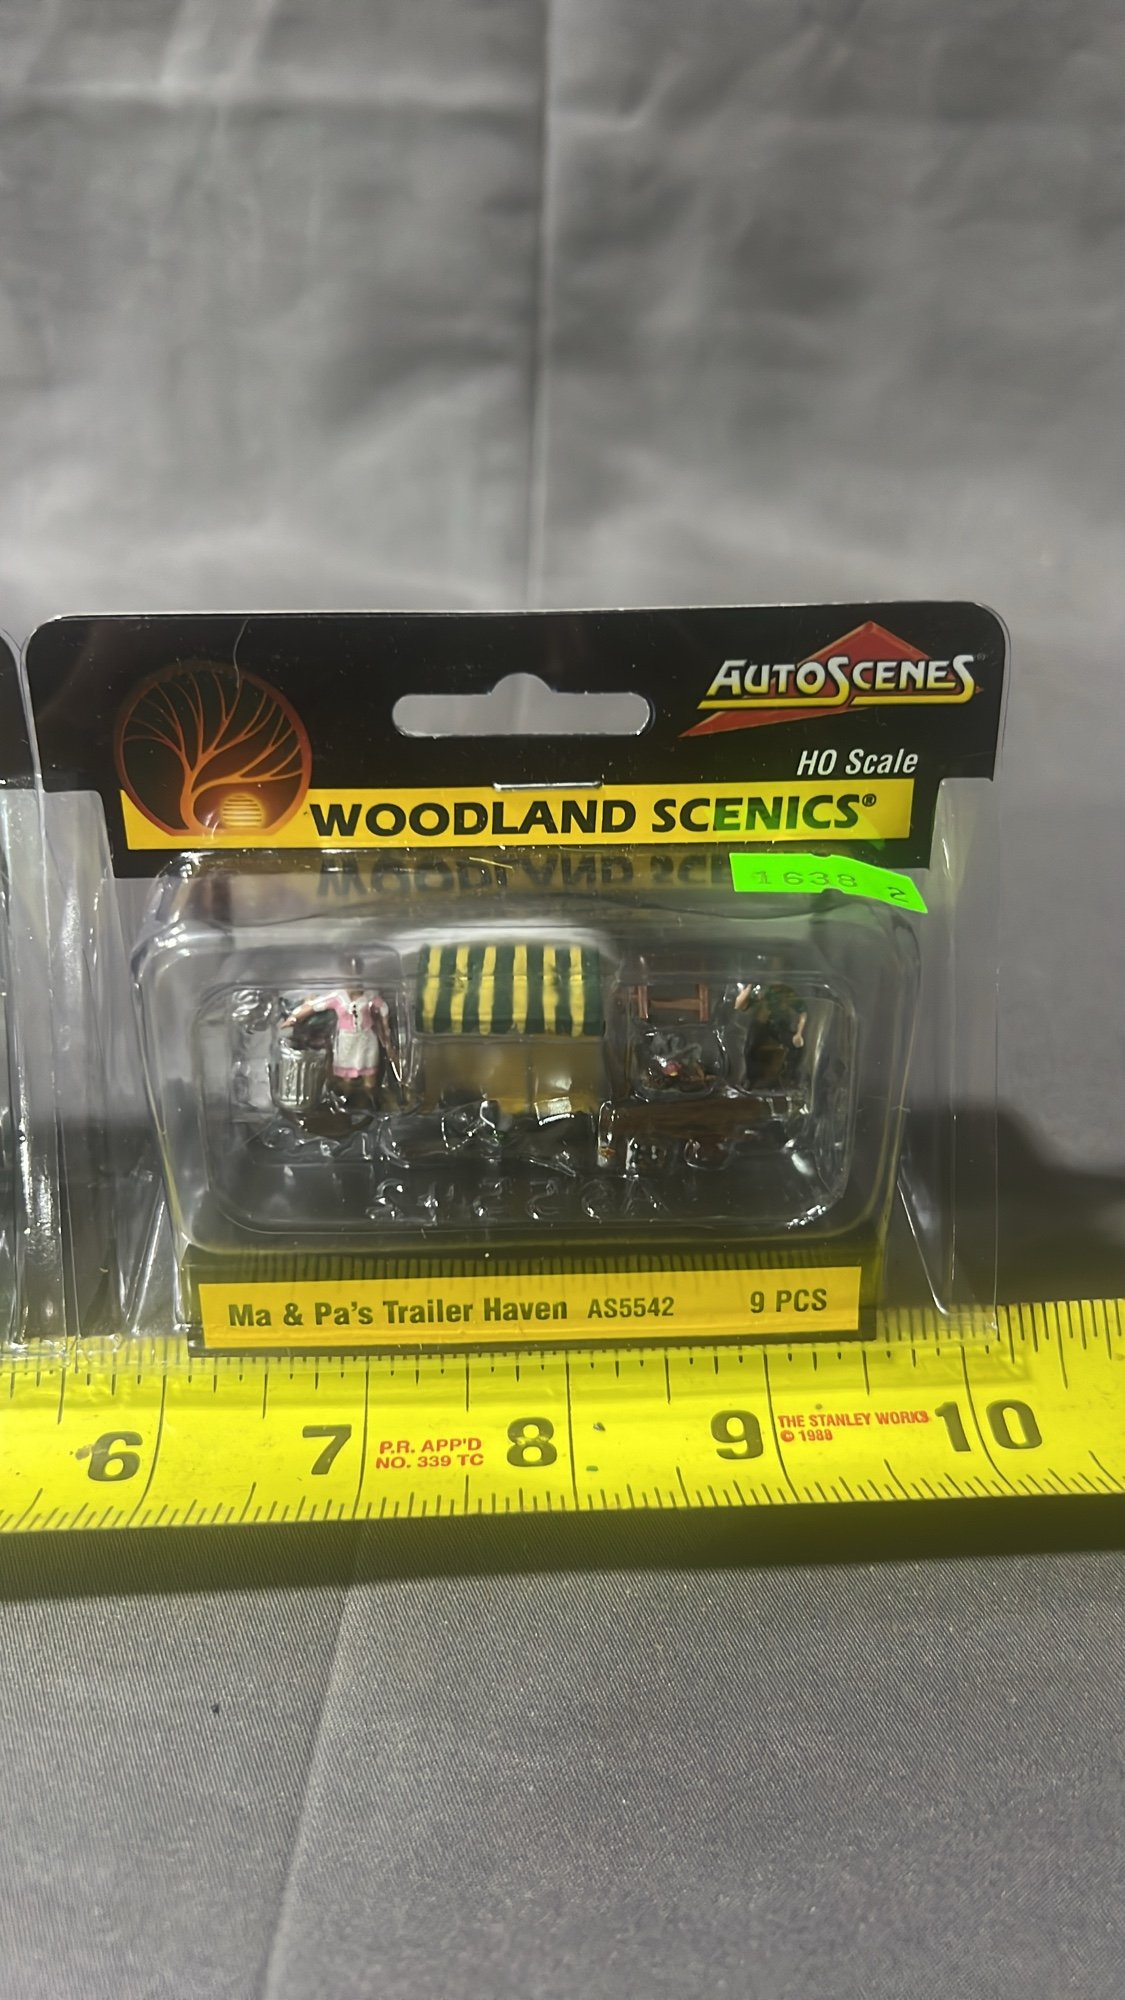 AUTOSCENES
HO Scale
WOODLAND SCENICS®
1638 2
Ma & Pa's Trailer Haven AS5542 9 PCS
6 7 8 9 10
P.R. APP'D
NO. 339 TC
THE STANLEY WORKS
© 1988